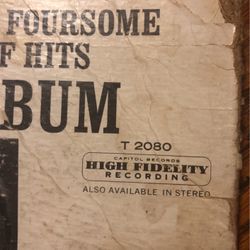 FOURSOME
F HITS
BUM
T 2080
CAPITOL RECORDS
HIGH FIDELITY
RECORDING
ALSO AVAILABLE IN STEREO